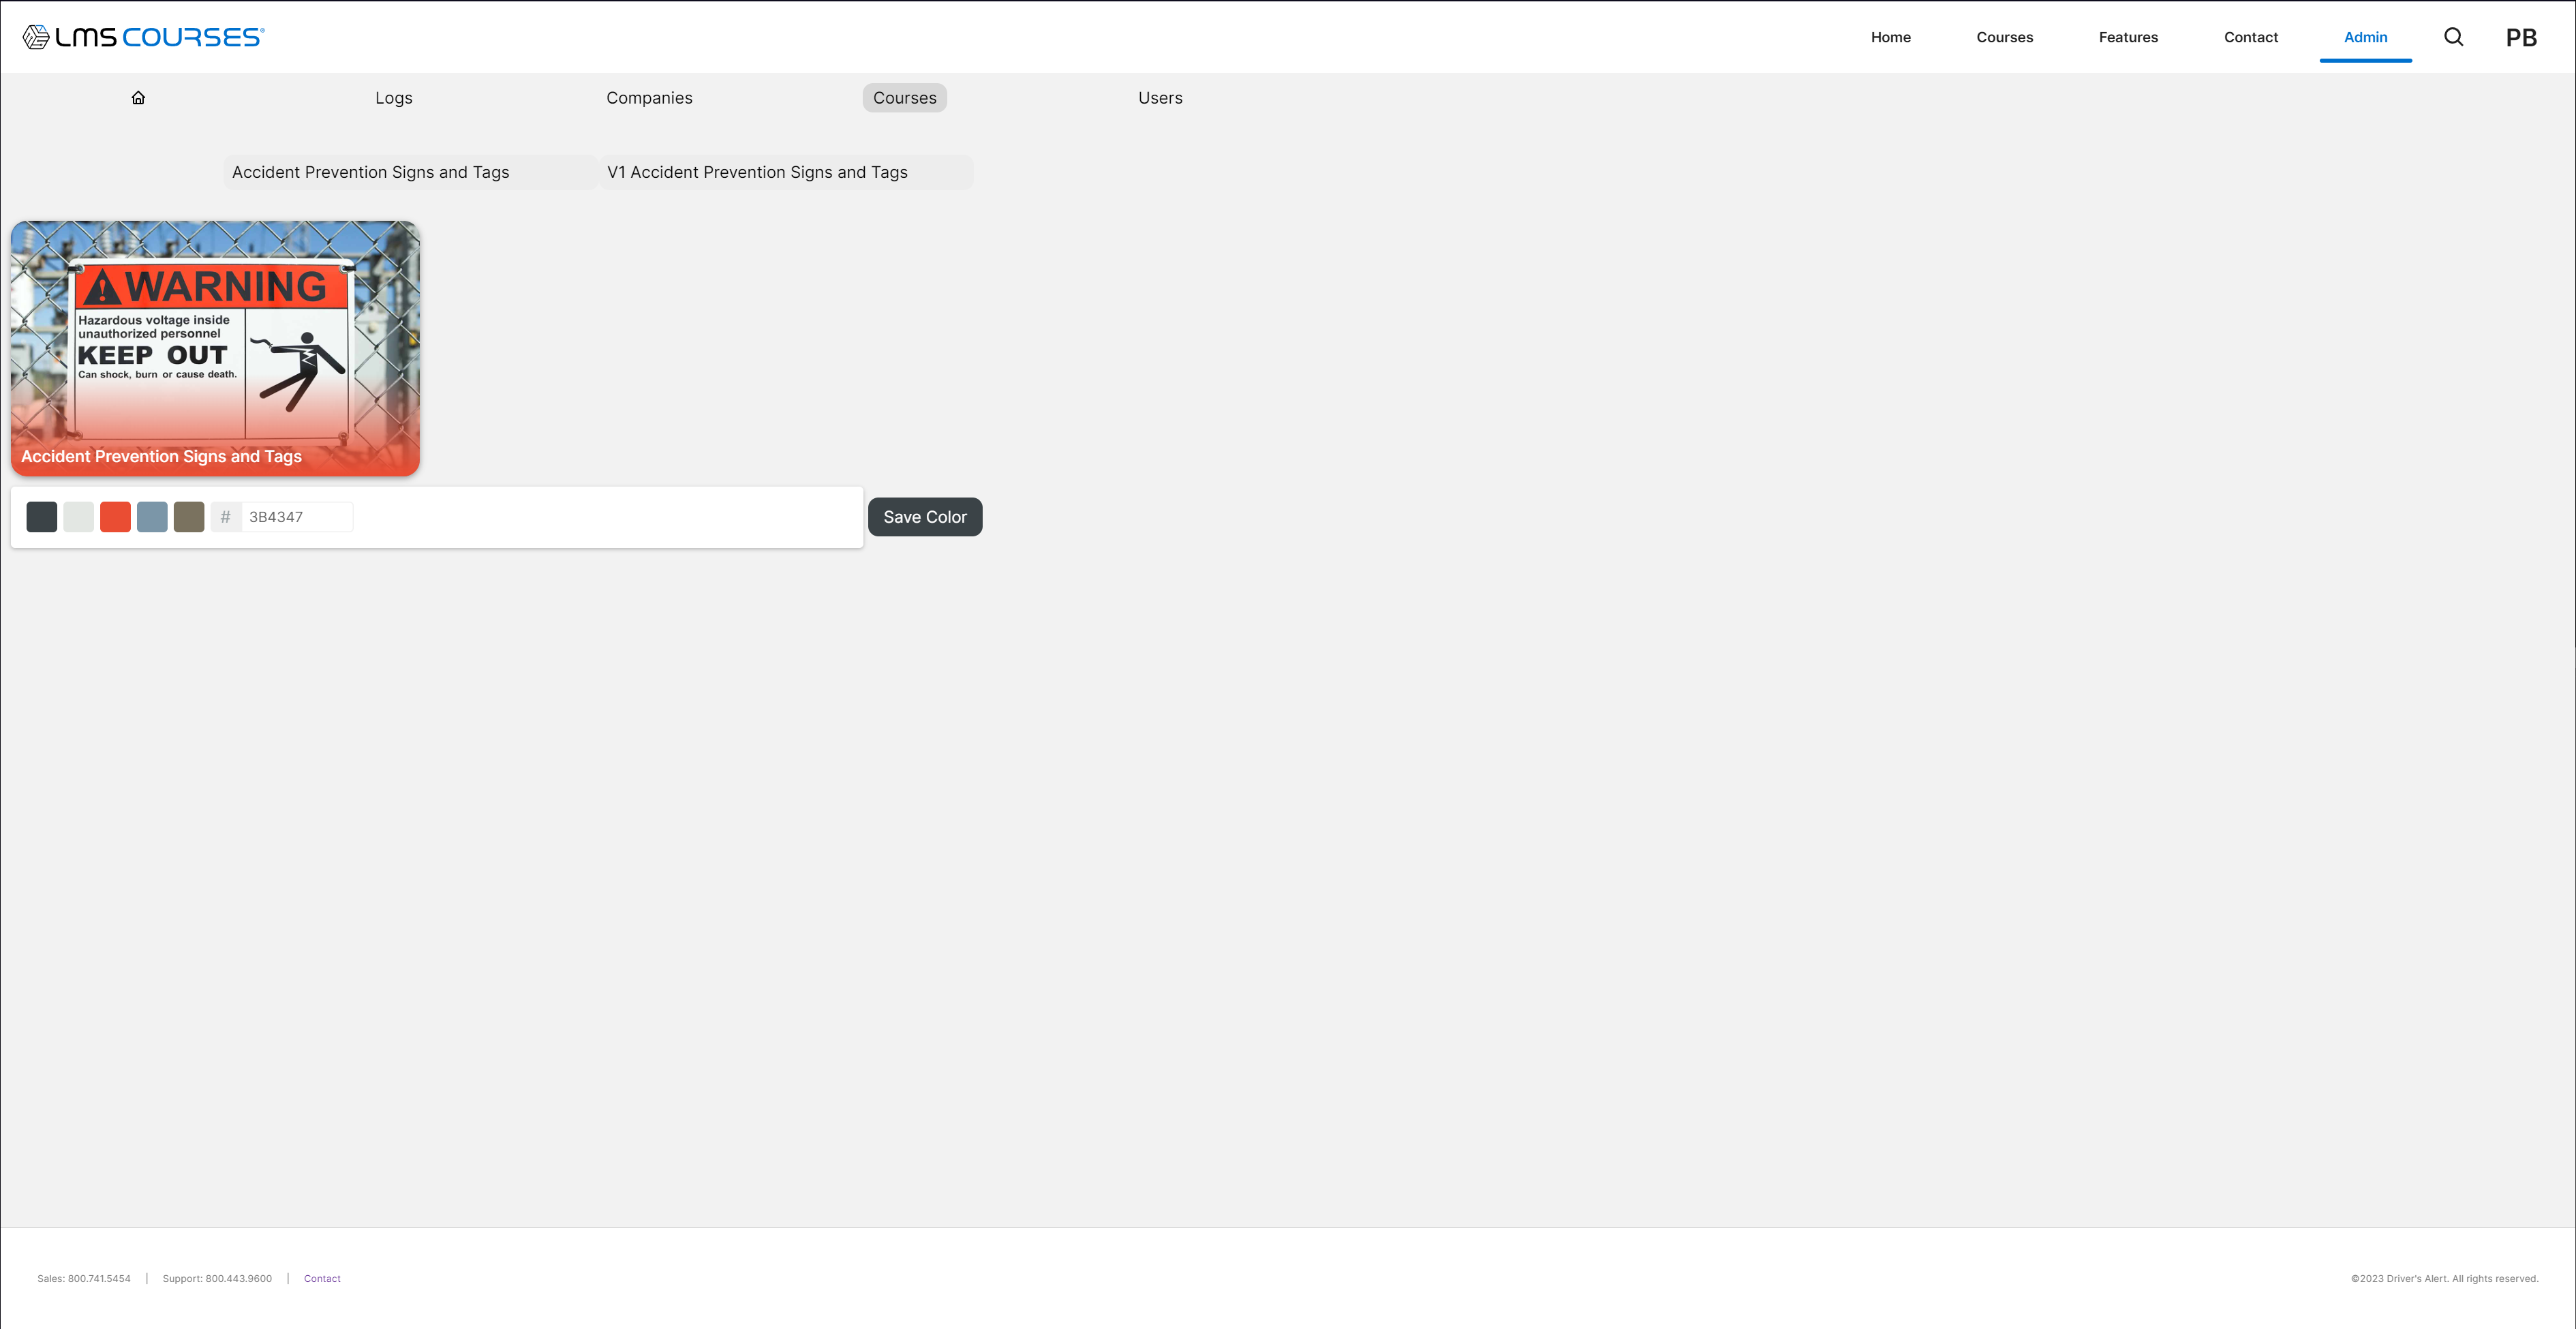 LMS COURSES®
Home Courses Features Contact Admin PB
Logs Companies Courses Users
Accident Prevention Signs and Tags V1 Accident Prevention Signs and Tags
WARNING
Hazardous voltage inside
unauthorized personnel
KEEP OUT
Can shock, burn or cause death.
Accident Prevention Signs and Tags
# 3B4347 Save Color
Sales: 800.741.5454 | Support: 800.443.9600 | Contact ©2023 Driver's Alert. All rights reserved.